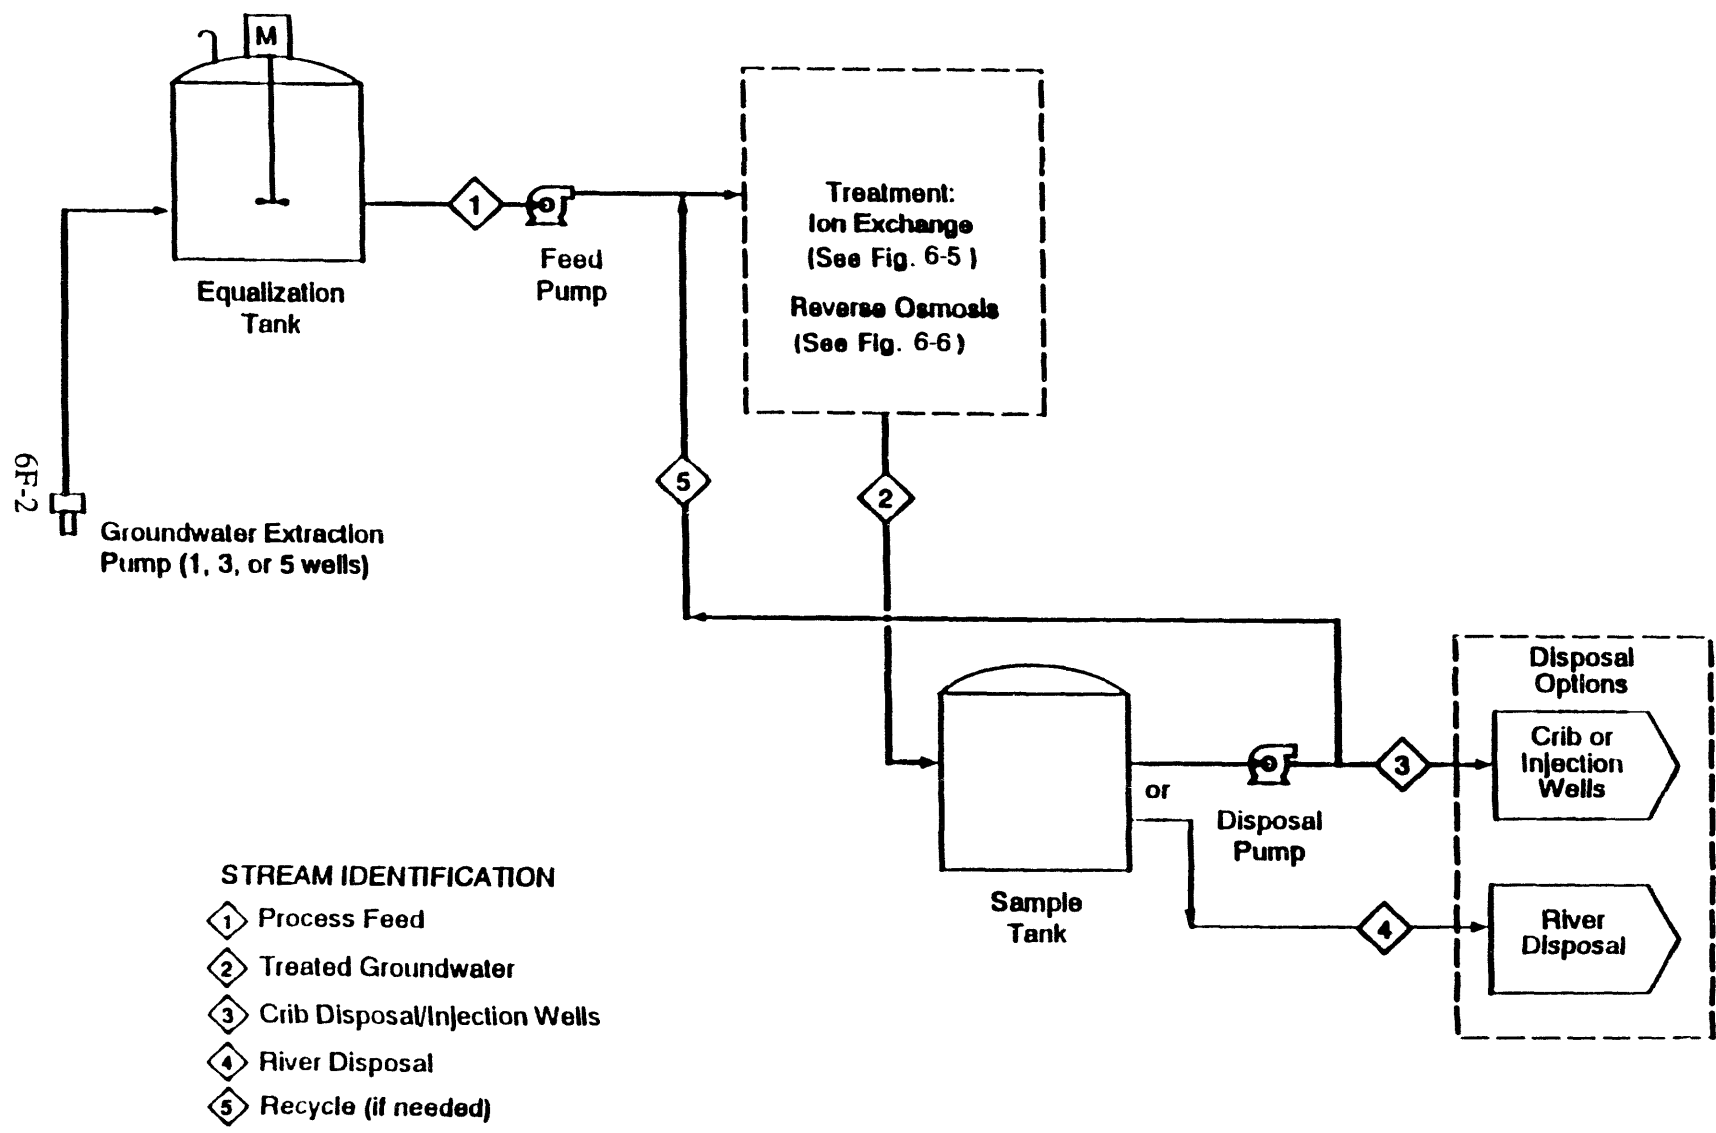 M
1
Feed
Pump
Equalization
Tank
Treatment:
Ion Exchange
(See Fig. 6-5)
Reverse Osmosis
(See Fig. 6-6)
5
2
6F-2
Groundwater Extraction
Pump (1, 3, or 5 wells)
Disposal
Options
Crib or
Injection
Wells
3
or
Disposal
Pump
Sample
Tank
4
River
Disposal
STREAM IDENTIFICATION
1 Process Feed
2 Treated Groundwater
3 Crib Disposal/Injection Wells
4 River Disposal
5 Recycle (if needed)